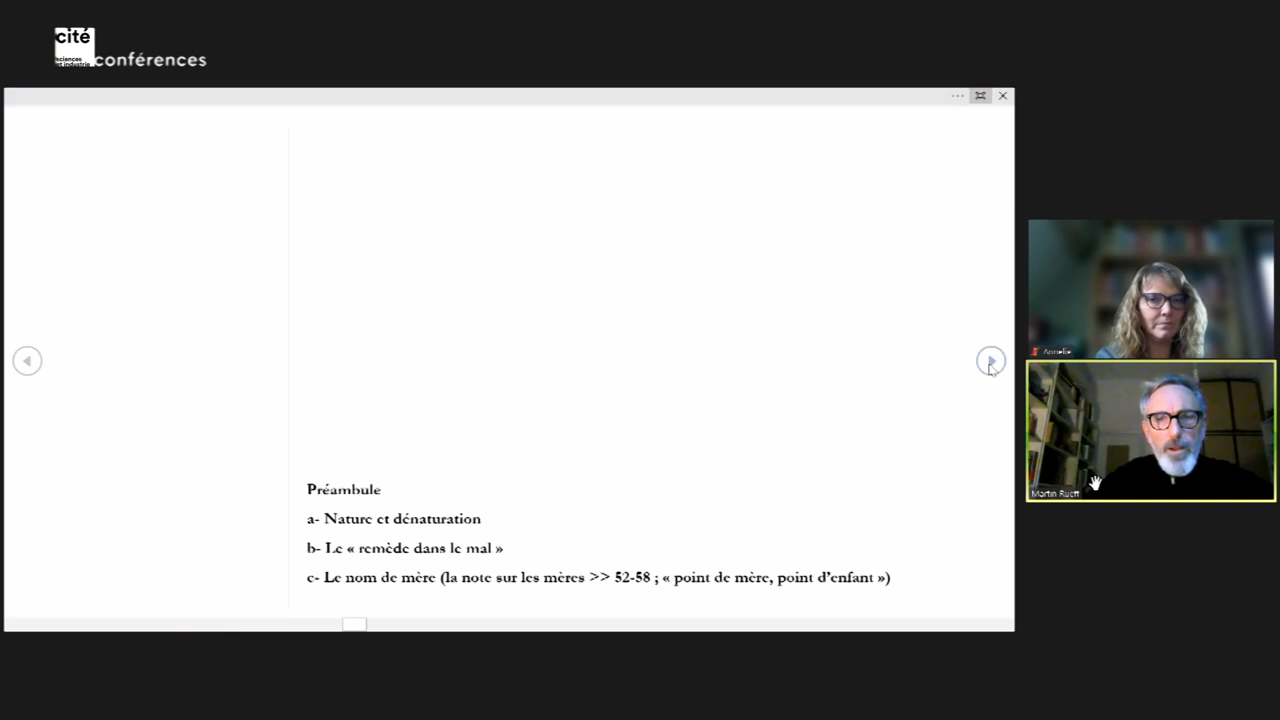 cité
sciences
et industrie
conférences
Préambule
a- Nature et dénaturation
b- Le « remède dans le mal »
c- Le nom de mère (la note sur les mères >> 52-58 ; « point de mère, point d'enfant »)
Annelie
Martin Rueff